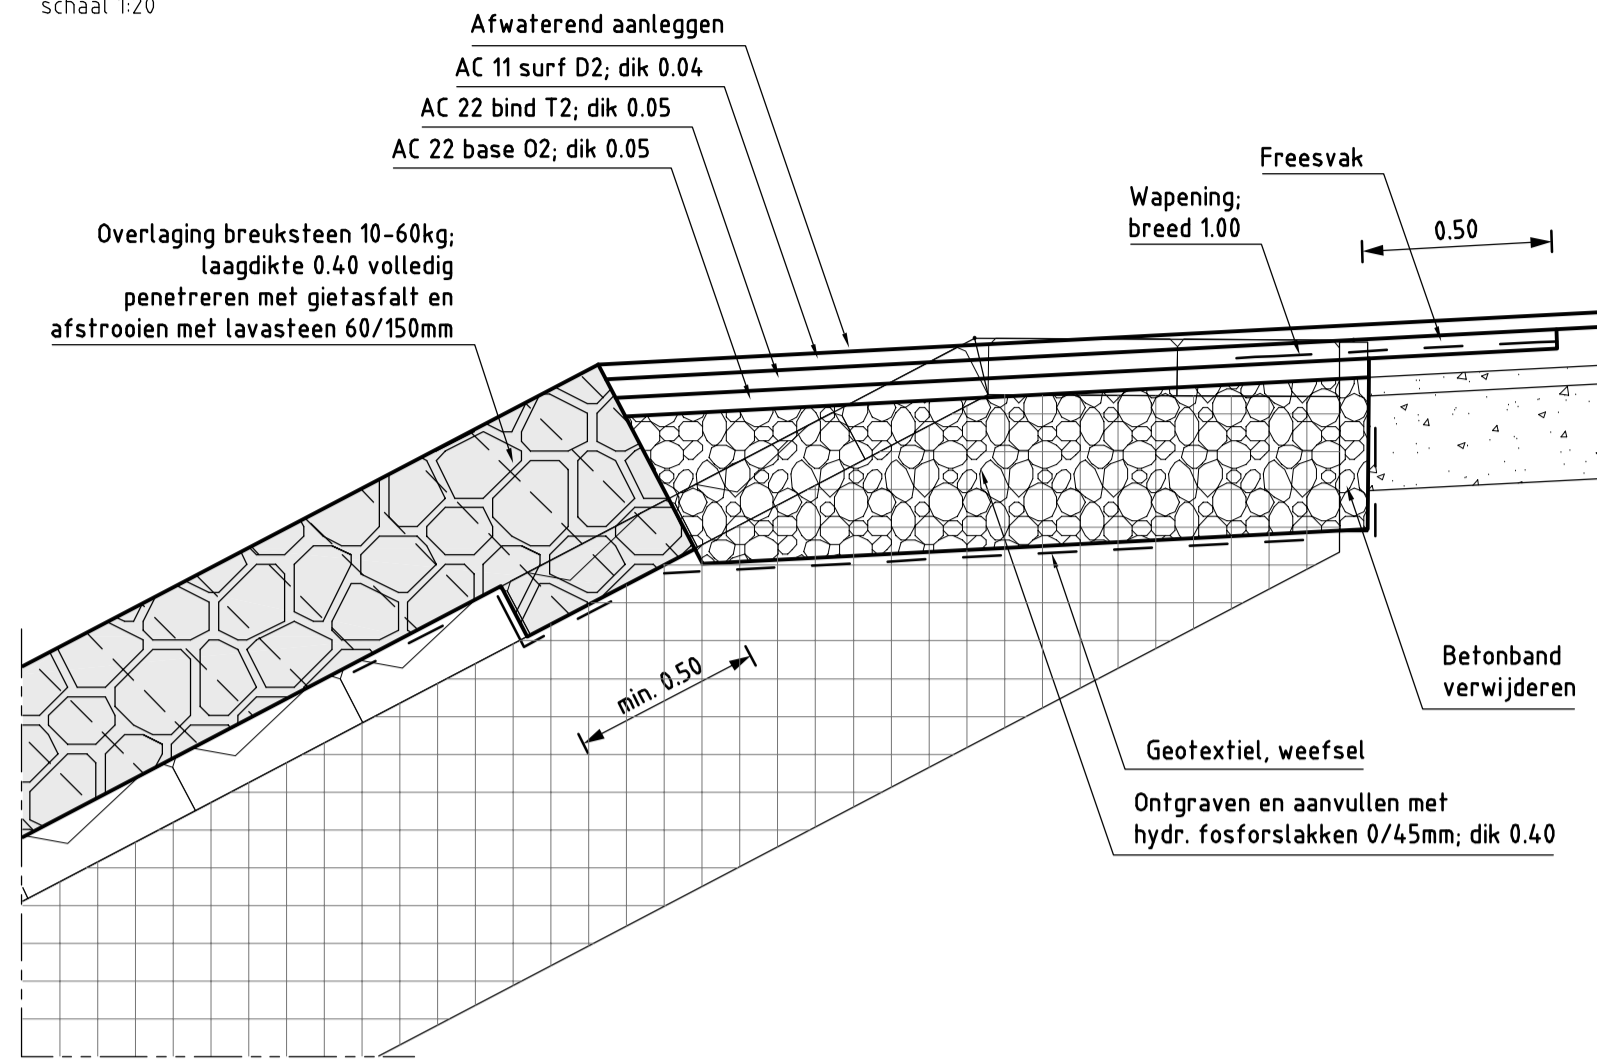 schaal 1:20
Afwaterend aanleggen
AC 11 surf D2; dik 0.04
AC 22 bind T2; dik 0.05
AC 22 base O2; dik 0.05
Overlaging breuksteen 10-60kg;
laagdikte 0.40 volledig
penetreren met gietasfalt en
afstrooien met lavasteen 60/150mm
Freesvak
Wapening;
breed 1.00
0.50
min. 0.50
Betonband
verwijderen
Geotextiel, weefsel
Ontgraven en aanvullen met
hydr. fosforslakken 0/45mm; dik 0.40